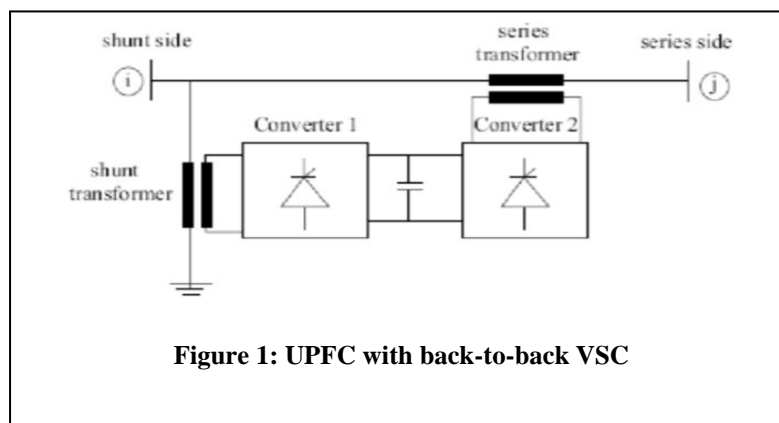 shunt side
series
transformer
series side
i
j
Converter 1
Converter 2
shunt
transformer
Figure 1: UPFC with back-to-back VSC